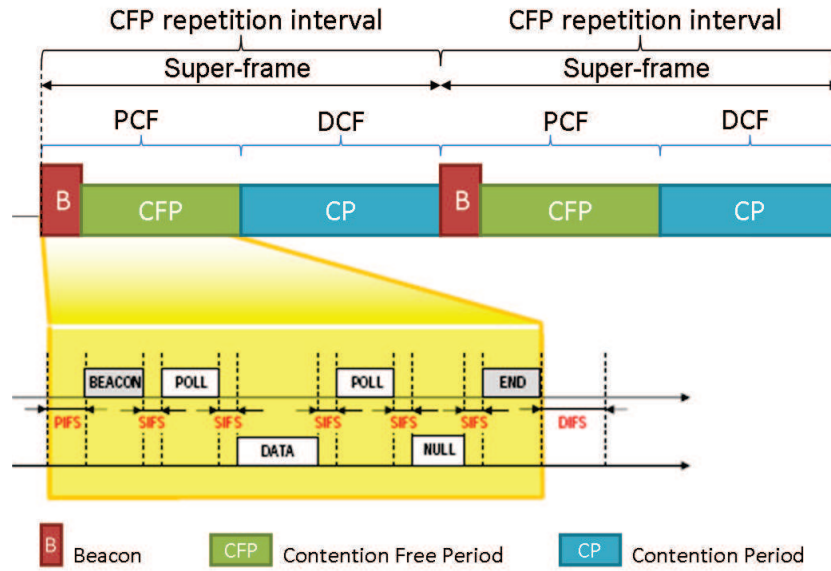 CFP repetition interval CFP repetition interval
Super-frame Super-frame
PCF DCF PCF DCF
B CFP CP B CFP CP
BEACON POLL POLL END
PIFS SIFS SIFS SIFS SIFS SIFS DIFS
DATA NULL
B Beacon CFP Contention Free Period CP Contention Period